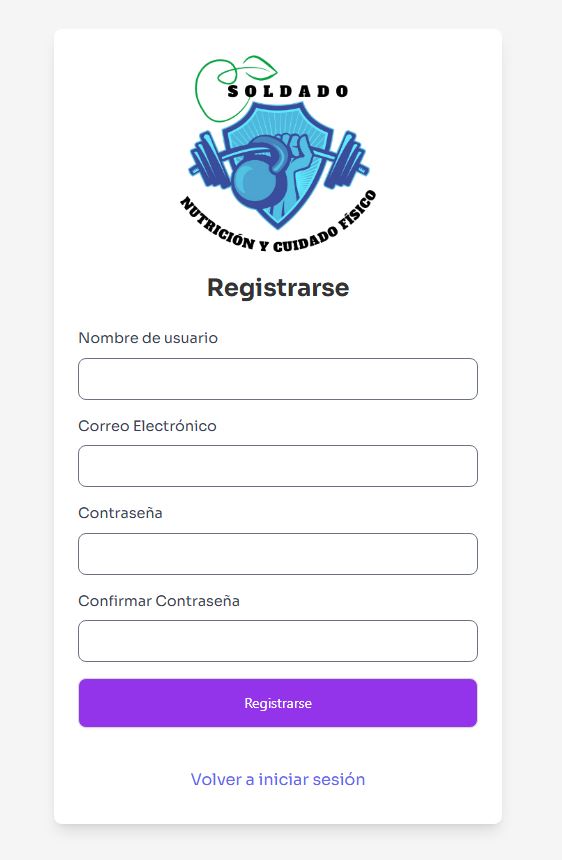 SOLDADO
NUTRICIÓN Y CUIDADO FÍSICO
Registrarse
Nombre de usuario
Correo Electrónico
Contraseña
Confirmar Contraseña
Registrarse
Volver a iniciar sesión